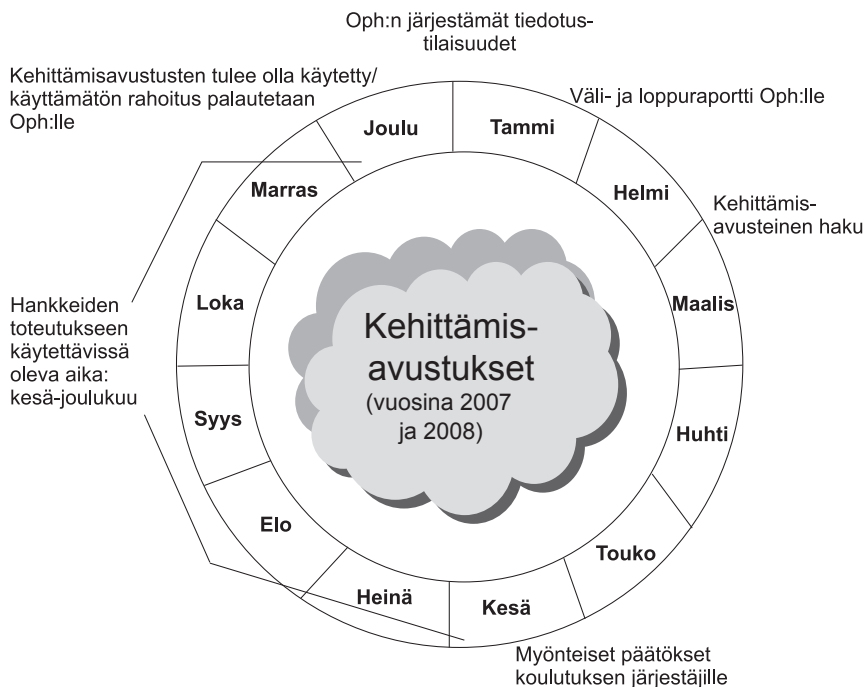 Oph:n järjestämät tiedotus-
tilaisuudet
Kehittämisavustusten tulee olla käytetty/
käyttämätön rahoitus palautetaan
Oph:lle
Väli- ja loppuraportti Oph:lle
Joulu
Tammi
Marras
Helmi
Kehittämis-
avusteinen haku
Loka
Maalis
Hankkeiden
toteutukseen
käytettävissä
oleva aika:
kesä-joulukuu
Kehittämis-
avustukset
(vuosina 2007
ja 2008)
Syys
Huhti
Elo
Touko
Heinä
Kesä
Myönteiset päätökset
koulutuksen järjestäjille